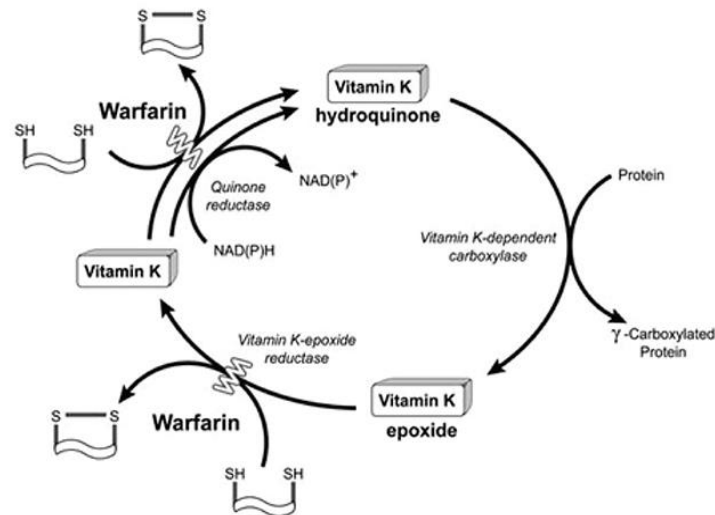 S S
Warfarin
SH SH
Vitamin K
hydroquinone
NAD(P)+
Quinone
reductase
NAD(P)H
Protein
Vitamin K-dependent
carboxylase
Vitamin K
γ-Carboxylated
Protein
Vitamin K-epoxide
reductase
S S
Warfarin
Vitamin K
epoxide
SH SH